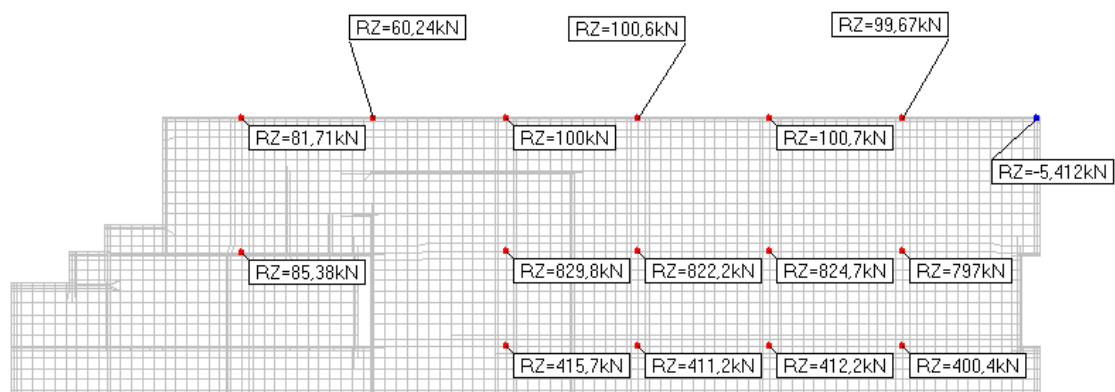 RZ=60,24kN
RZ=100,6kN
RZ=99,67kN
RZ=81,71kN
RZ=100kN
RZ=100,7kN
RZ=-5,412kN
RZ=85,38kN
RZ=829,8kN
RZ=822,2kN
RZ=824,7kN
RZ=797kN
RZ=415,7kN
RZ=411,2kN
RZ=412,2kN
RZ=400,4kN